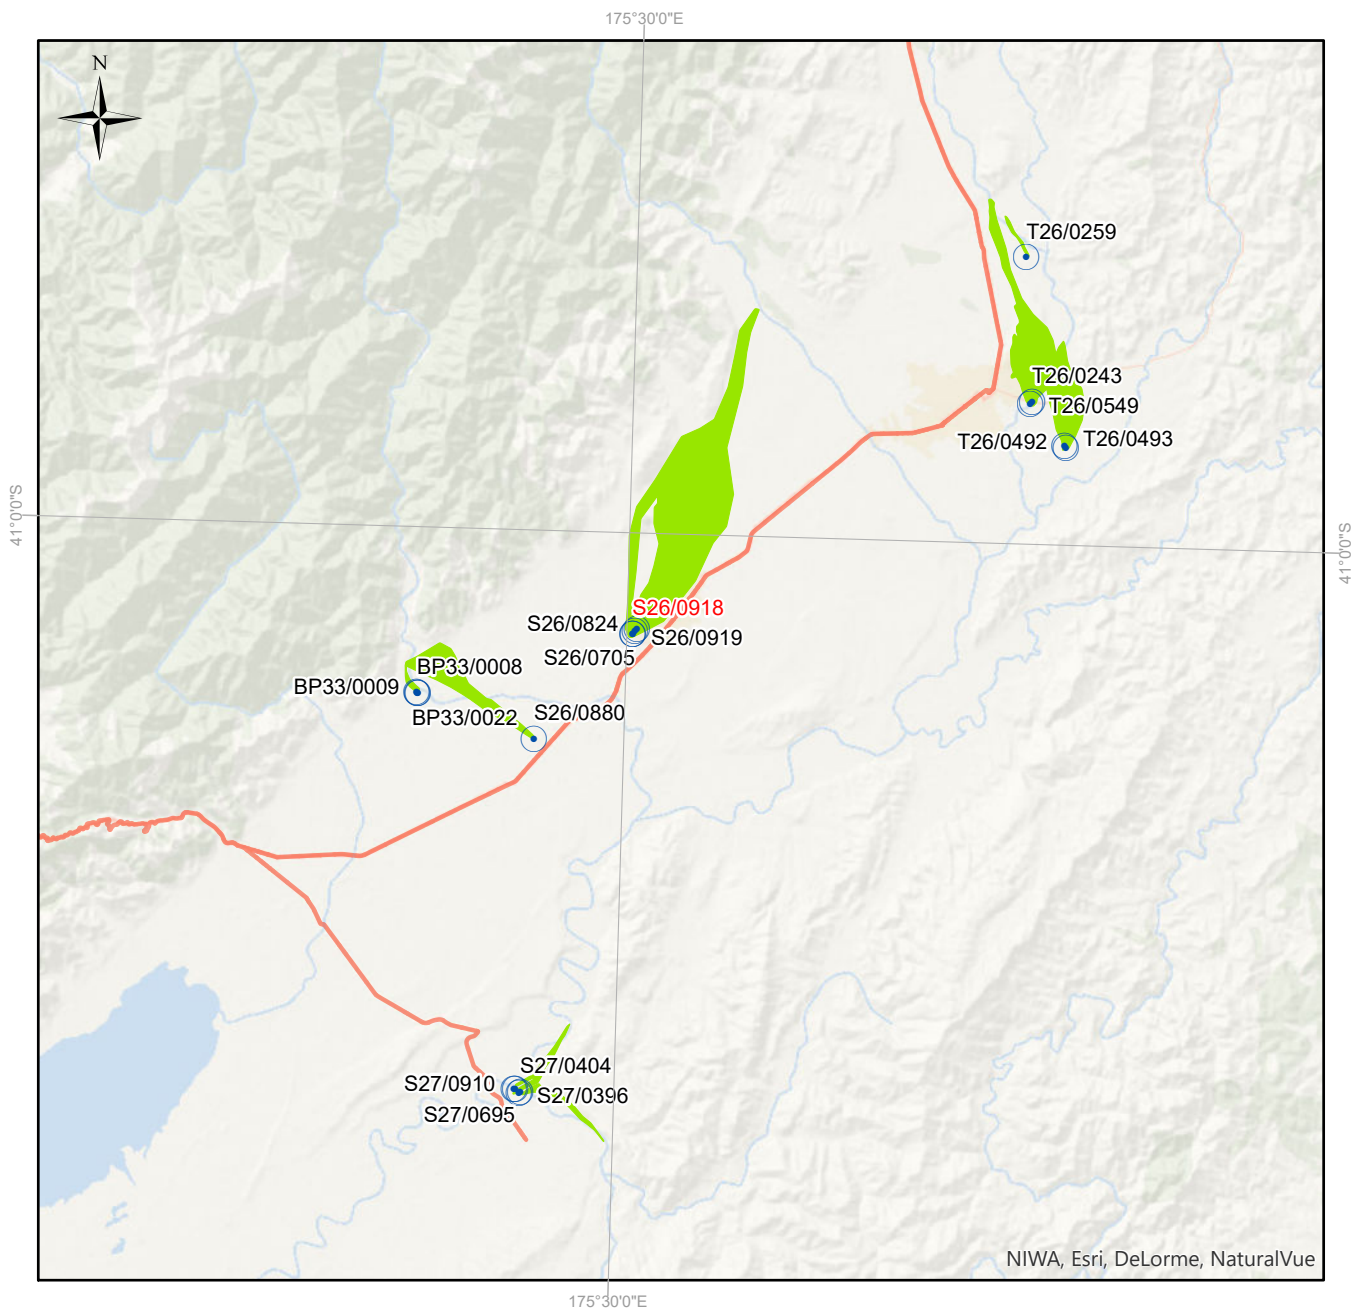 175°30'0"E
N
T26/0259
T26/0243
T26/0549
T26/0492
T26/0493
41°0'0"S
41°0'0"S
S26/0918
S26/0824
S26/0919
S26/0705
BP33/0008
BP33/0009
BP33/0022
S26/0880
S27/0404
S27/0910
S27/0396
S27/0695
NIWA, Esri, DeLorme, NaturalVue
175°30'0"E